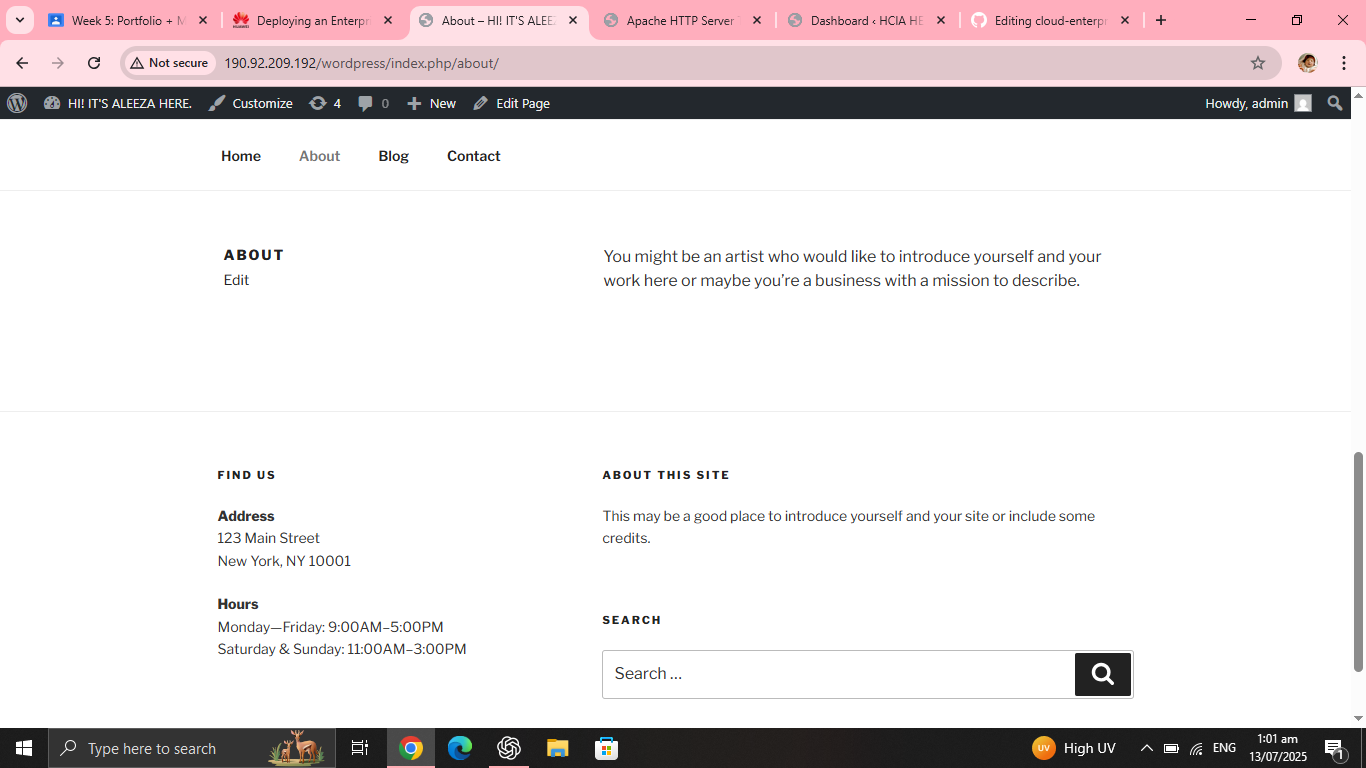 Week 5: Portfolio + M
Deploying an Enterpri
About – HI! IT'S ALEEZ
Apache HTTP Server
Dashboard ‹ HCIA HE
Editing cloud-enterpr
Not secure
190.92.209.192/wordpress/index.php/about/
HI! IT'S ALEEZA HERE.
Customize
4
0
New
Edit Page
Howdy, admin
Home
About
Blog
Contact
ABOUT
Edit
You might be an artist who would like to introduce yourself and your
work here or maybe you're a business with a mission to describe.
FIND US
Address
123 Main Street
New York, NY 10001
Hours
Monday—Friday: 9:00AM–5:00PM
Saturday & Sunday: 11:00AM–3:00PM
ABOUT THIS SITE
This may be a good place to introduce yourself and your site or include some
credits.
SEARCH
Search …
Type here to search
UV
High UV
ENG
1:01 am
13/07/2025
1